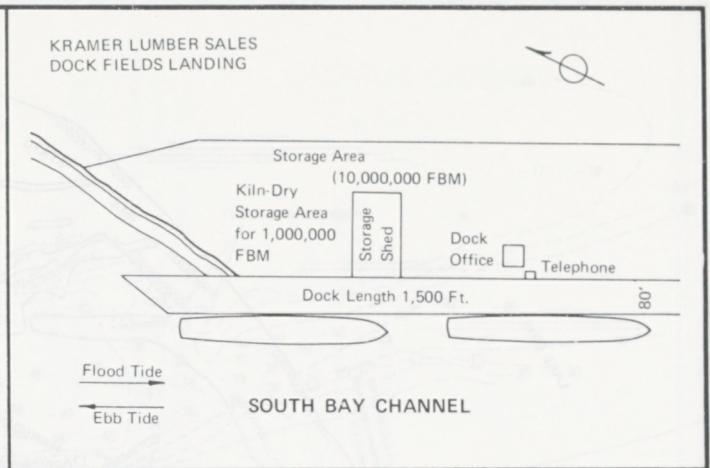 KRAMER LUMBER SALES
DOCK FIELDS LANDING
Storage Area
(10,000,000 FBM)
Kiln-Dry
Storage Area
for 1,000,000
FBM
Storage
Shed
Dock
Office
Telephone
Dock Length 1,500 Ft.
80'
Flood Tide
Ebb Tide
SOUTH BAY CHANNEL